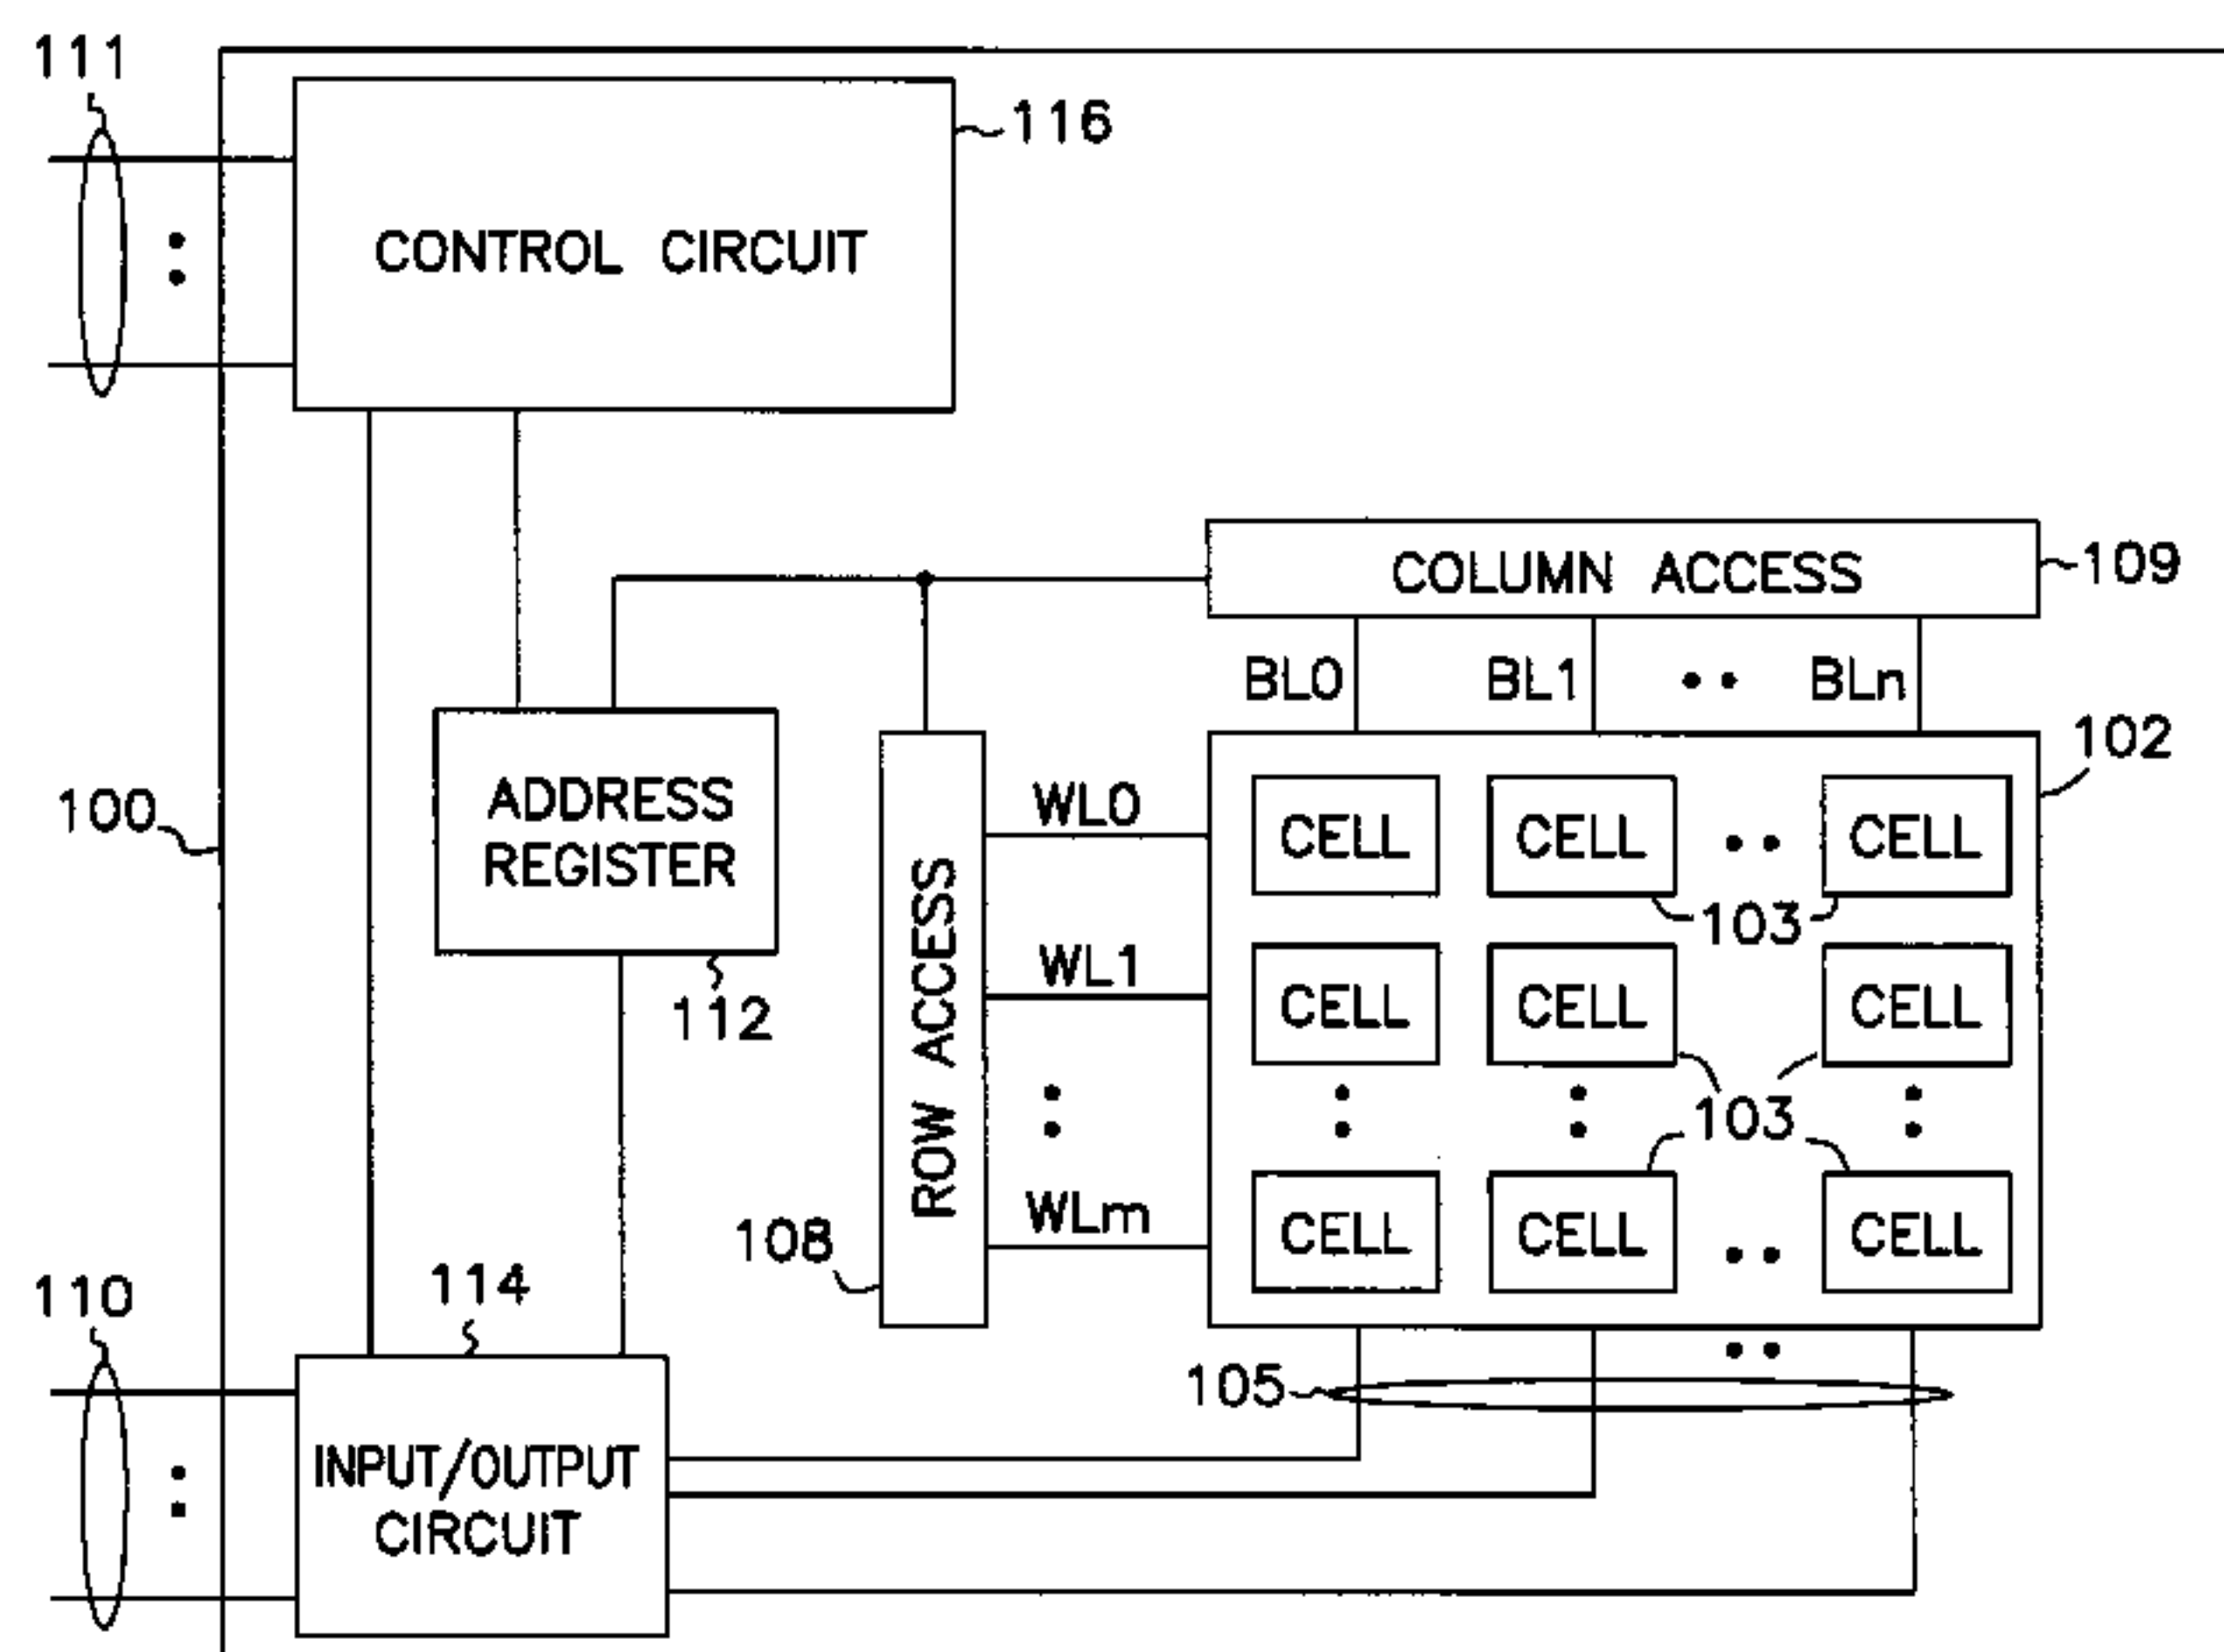 111
116
CONTROL CIRCUIT
COLUMN ACCESS
109
BL0 BL1 BLn
102
100
ADDRESS
REGISTER
112
ROW ACCESS
108
WL0
WL1
WLm
CELL CELL CELL
103
CELL CELL CELL
103
CELL CELL CELL
110
114
105
INPUT/OUTPUT
CIRCUIT